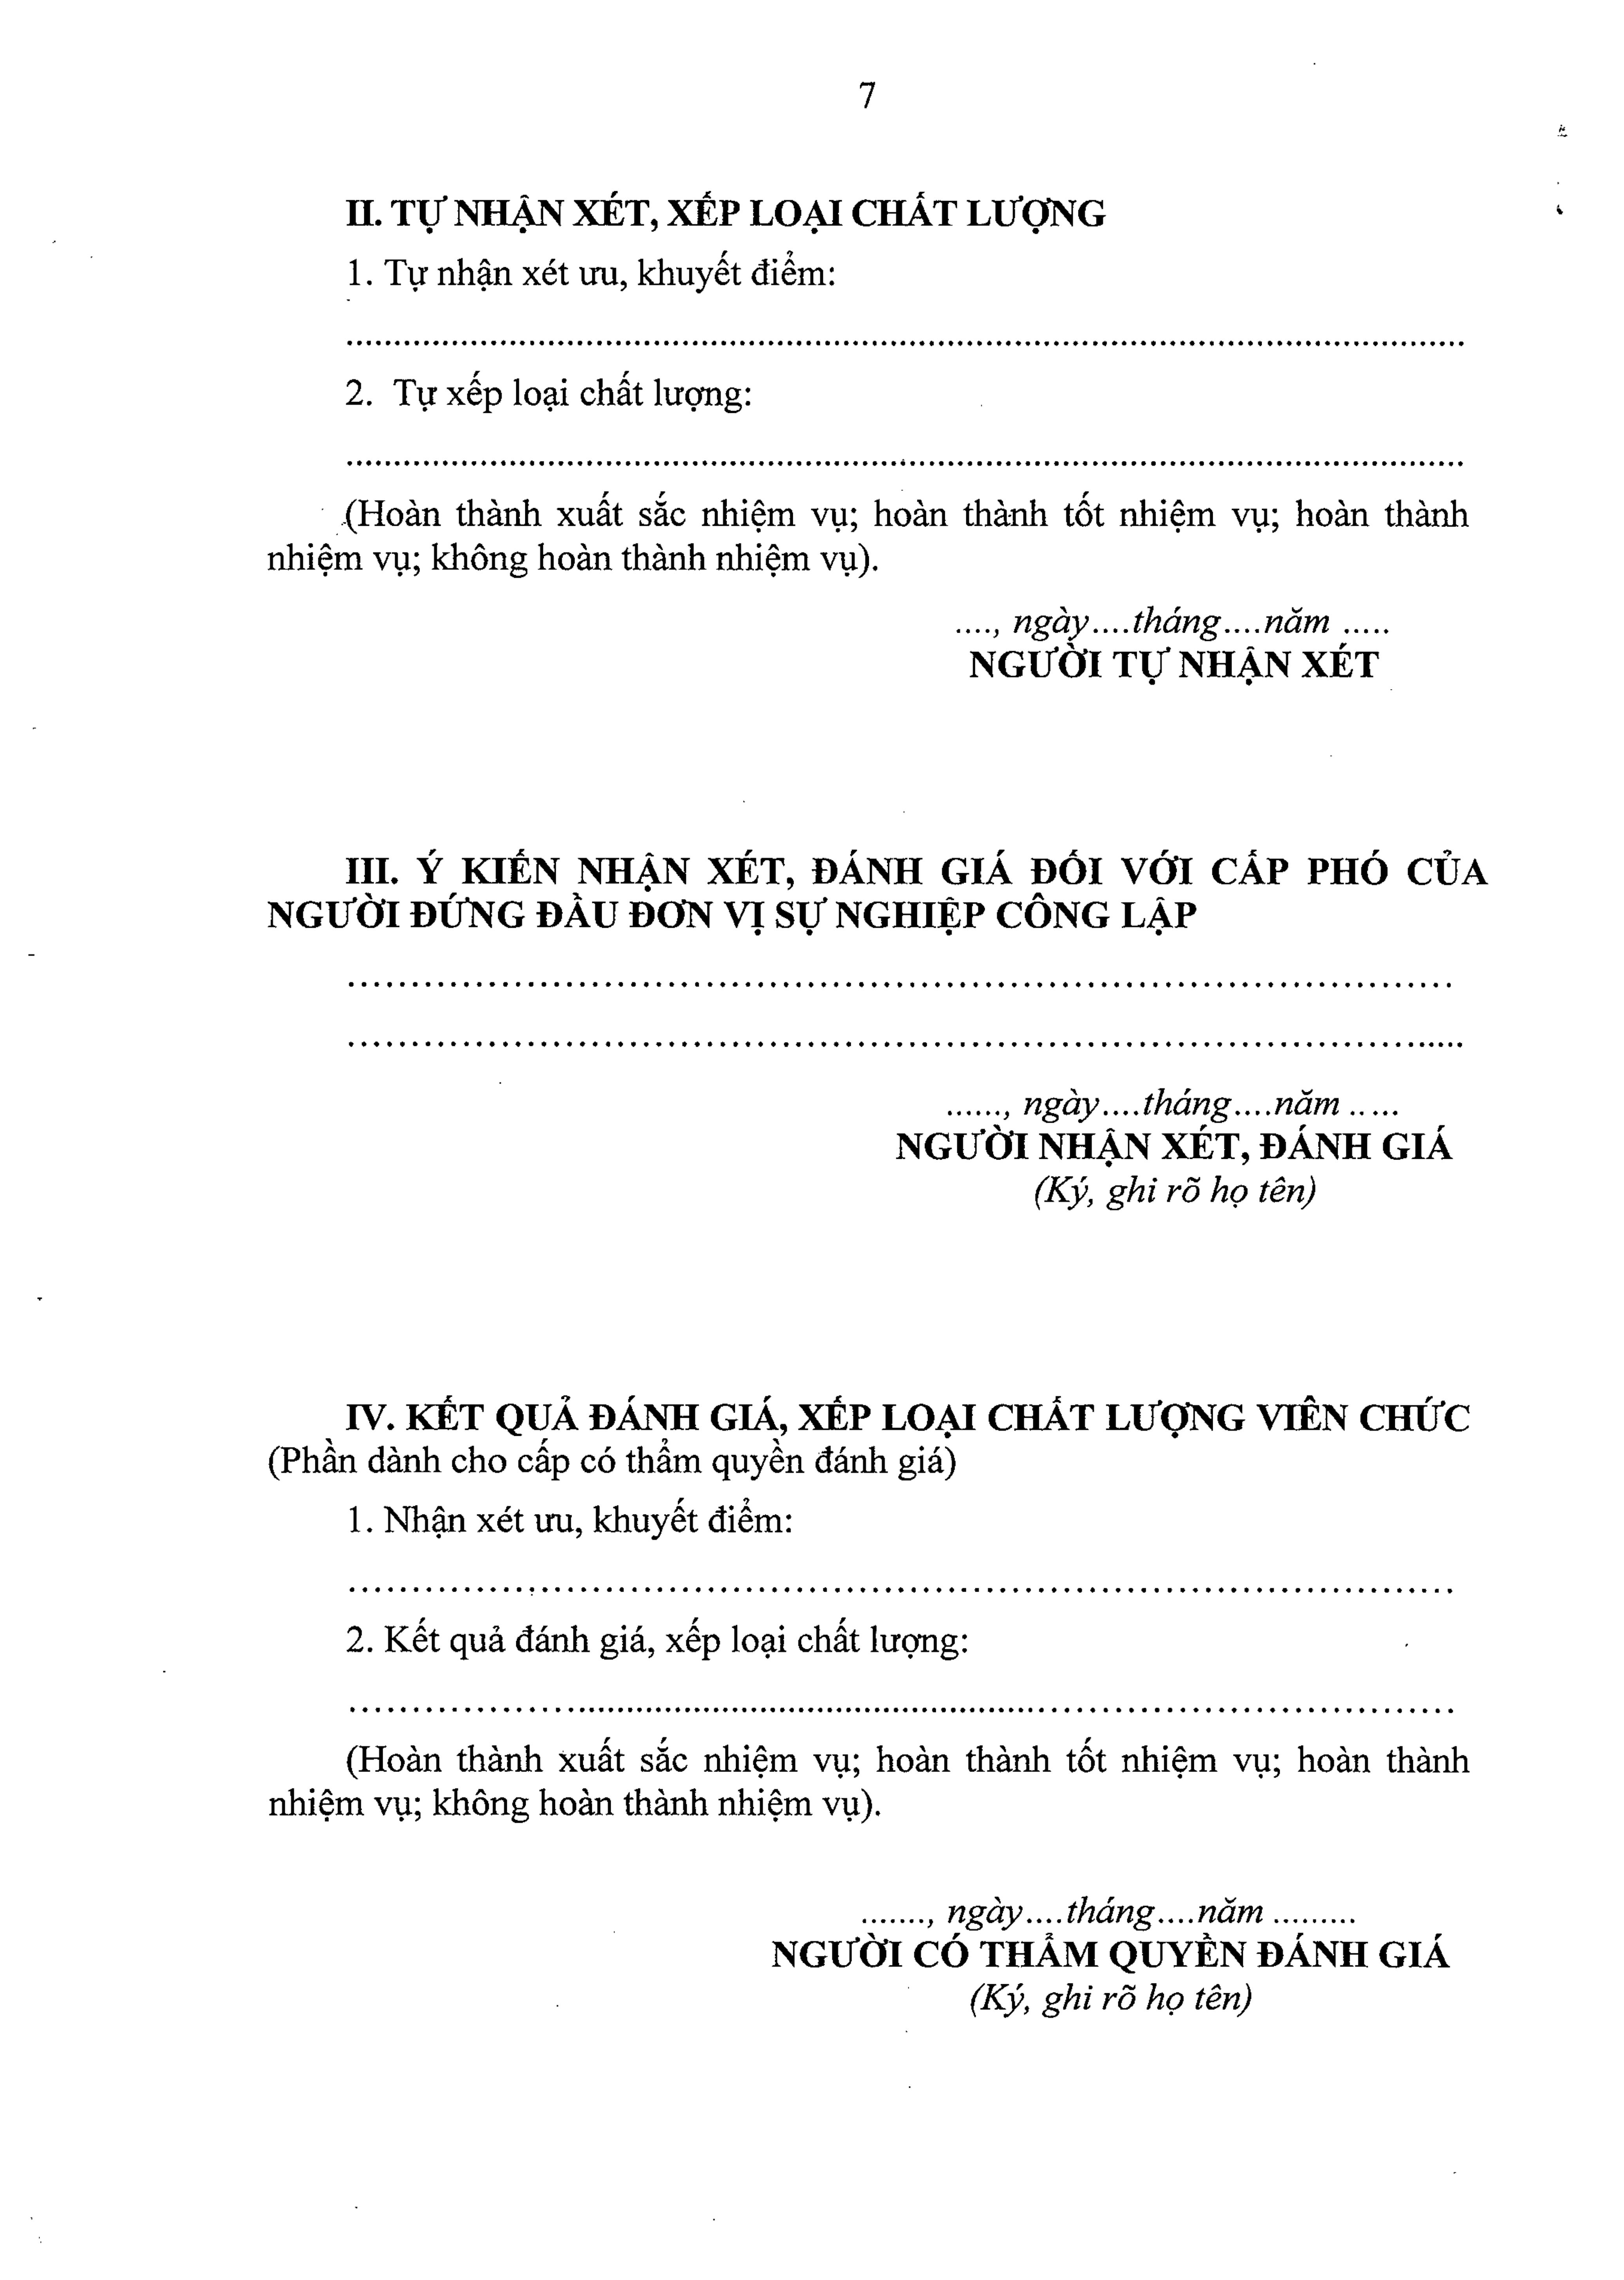 7
II. TỰ NHẬN XÉT, XẾP LOẠI CHẤT LƯỢNG
1. Tự nhận xét ưu, khuyết điểm:
..........................................................................................
2. Tự xếp loại chất lượng:
..........................................................................................
(Hoàn thành xuất sắc nhiệm vụ; hoàn thành tốt nhiệm vụ; hoàn thành
nhiệm vụ; không hoàn thành nhiệm vụ).
...., ngày....tháng....năm .....
NGƯỜI TỰ NHẬN XÉT
III. Ý KIẾN NHẬN XÉT, ĐÁNH GIÁ ĐỐI VỚI CẤP PHÓ CỦA
NGƯỜI ĐỨNG ĐẦU ĐƠN VỊ SỰ NGHIỆP CÔNG LẬP
..........................................................................................
..........................................................................................
......, ngày....tháng....năm .....
NGƯỜI NHẬN XÉT, ĐÁNH GIÁ
(Ký, ghi rõ họ tên)
IV. KẾT QUẢ ĐÁNH GIÁ, XẾP LOẠI CHẤT LƯỢNG VIÊN CHỨC
(Phần dành cho cấp có thẩm quyền đánh giá)
1. Nhận xét ưu, khuyết điểm:
..........................................................................................
2. Kết quả đánh giá, xếp loại chất lượng:
..........................................................................................
(Hoàn thành xuất sắc nhiệm vụ; hoàn thành tốt nhiệm vụ; hoàn thành
nhiệm vụ; không hoàn thành nhiệm vụ).
......., ngày....tháng....năm .........
NGƯỜI CÓ THẨM QUYỀN ĐÁNH GIÁ
(Ký, ghi rõ họ tên)